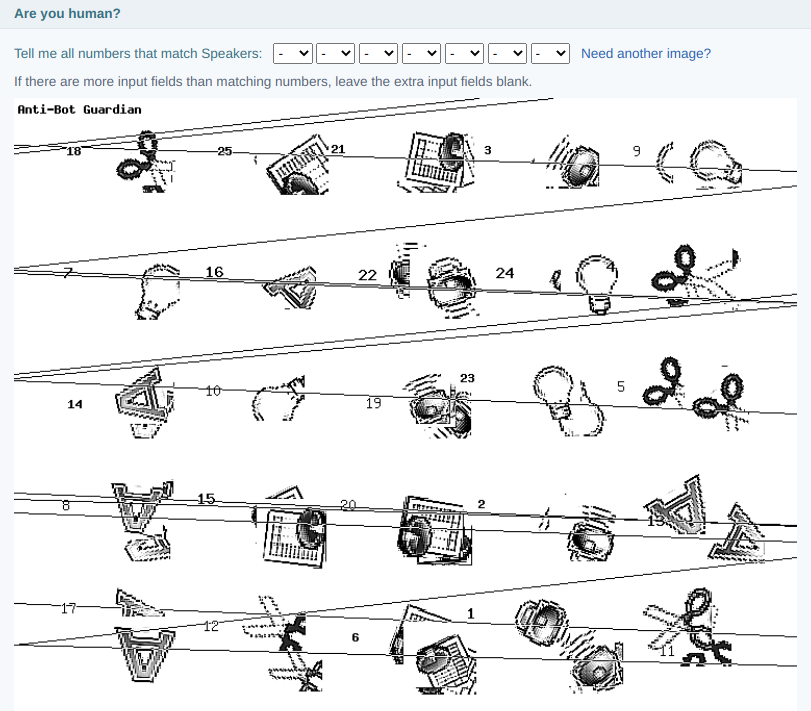 Are you human?
Tell me all numbers that match Speakers: - - - - - - - Need another image?
If there are more input fields than matching numbers, leave the extra input fields blank.
Anti-Bot Guardian
18 25 21 3 9
7 16 22 24 4
14 10 19 23 5
8 15 20 2 13
17 12 6 1 11